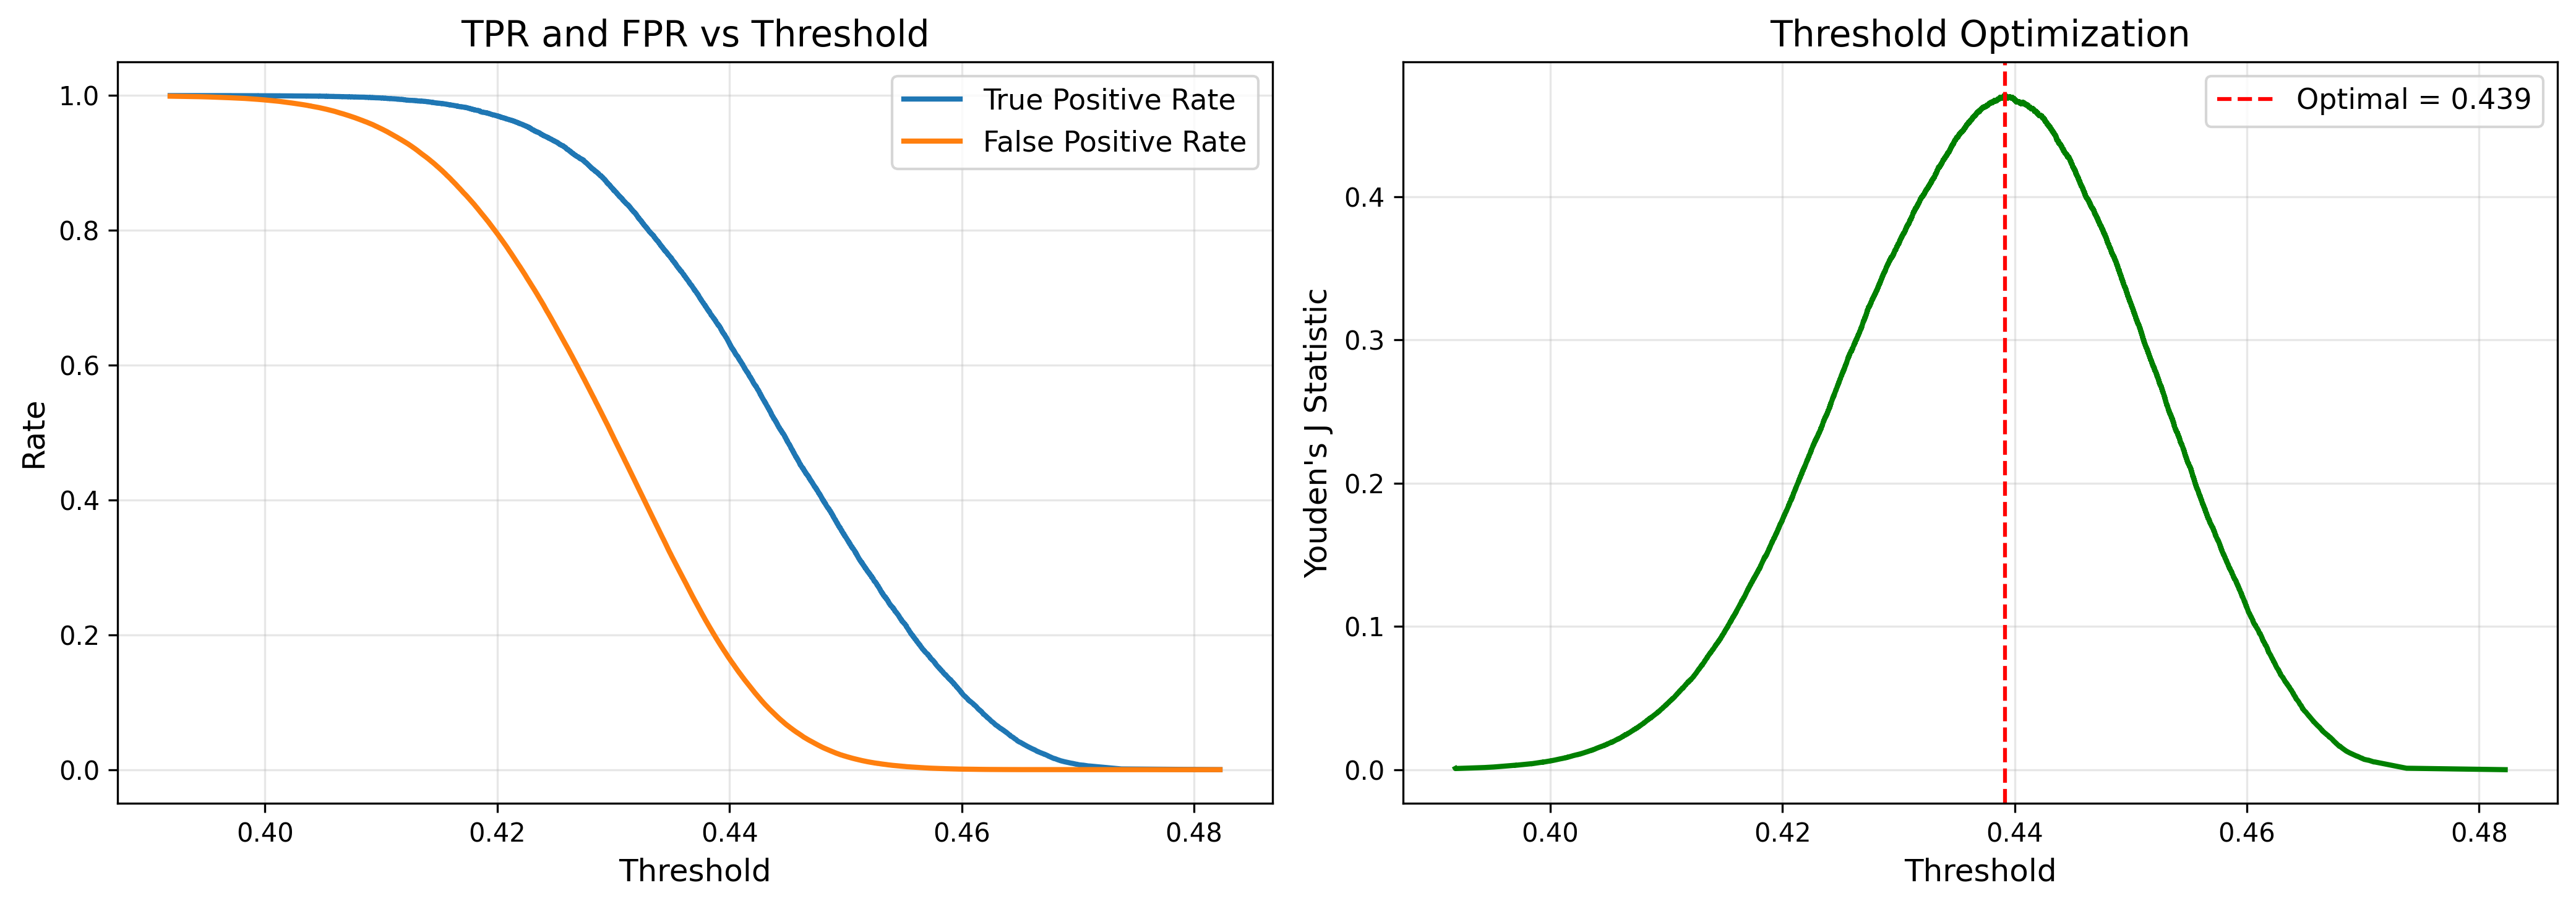 TPR and FPR vs Threshold
True Positive Rate
False Positive Rate
Rate
1.0
0.8
0.6
0.4
0.2
0.0
0.40 0.42 0.44 0.46 0.48
Threshold
Threshold Optimization
Optimal = 0.439
Youden's J Statistic
0.4
0.3
0.2
0.1
0.0
0.40 0.42 0.44 0.46 0.48
Threshold